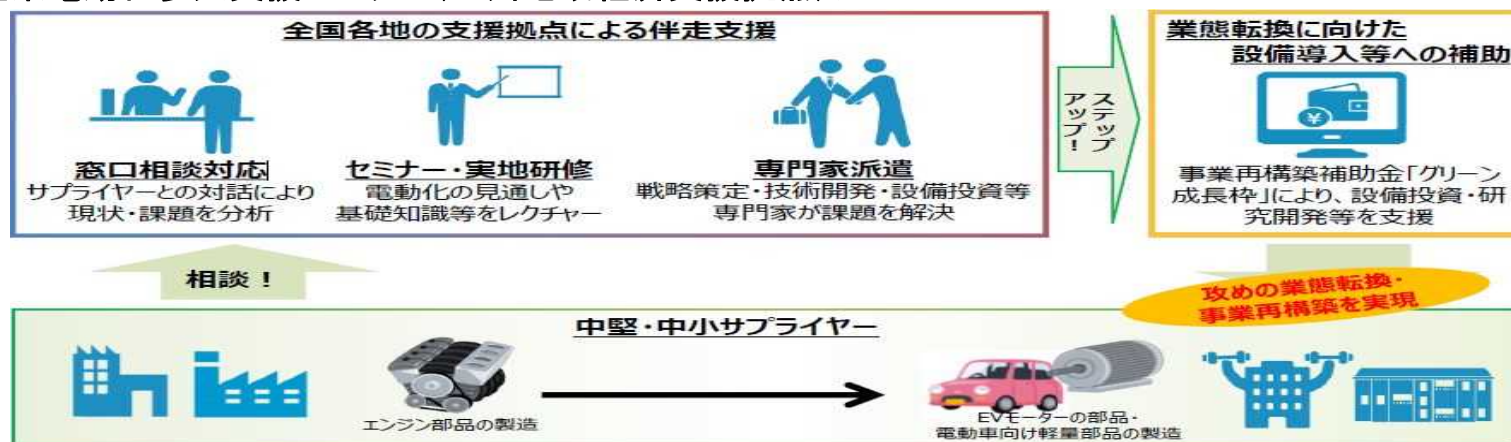 全国各地の支援拠点による伴走支援
窓口相談対応
サプライヤーとの対話により
現状・課題を分析
セミナー・実地研修
電動化の見通しや
基礎知識等をレクチャー
専門家派遣
戦略策定・技術開発・設備投資等
専門家が課題を解決
ステップ
アップ！
業態転換に向けた
設備導入等への補助
事業再構築補助金「グリーン
成長枠」により、設備投資・研
究開発等を支援
相談！
攻めの業態転換・
事業再構築を実現
中堅・中小サプライヤー
エンジン部品の製造
EVモーターの部品・
電動車向け軽量部品の製造